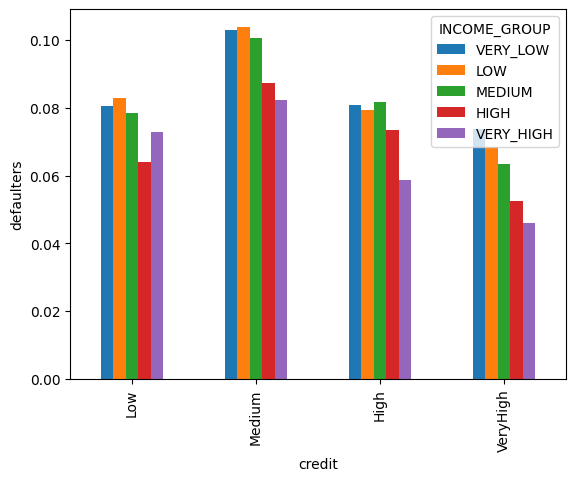 INCOME_GROUP
VERY_LOW
LOW
MEDIUM
HIGH
VERY_HIGH
0.10
0.08
0.06
0.04
0.02
0.00
defaulters
Low
Medium
High
VeryHigh
credit